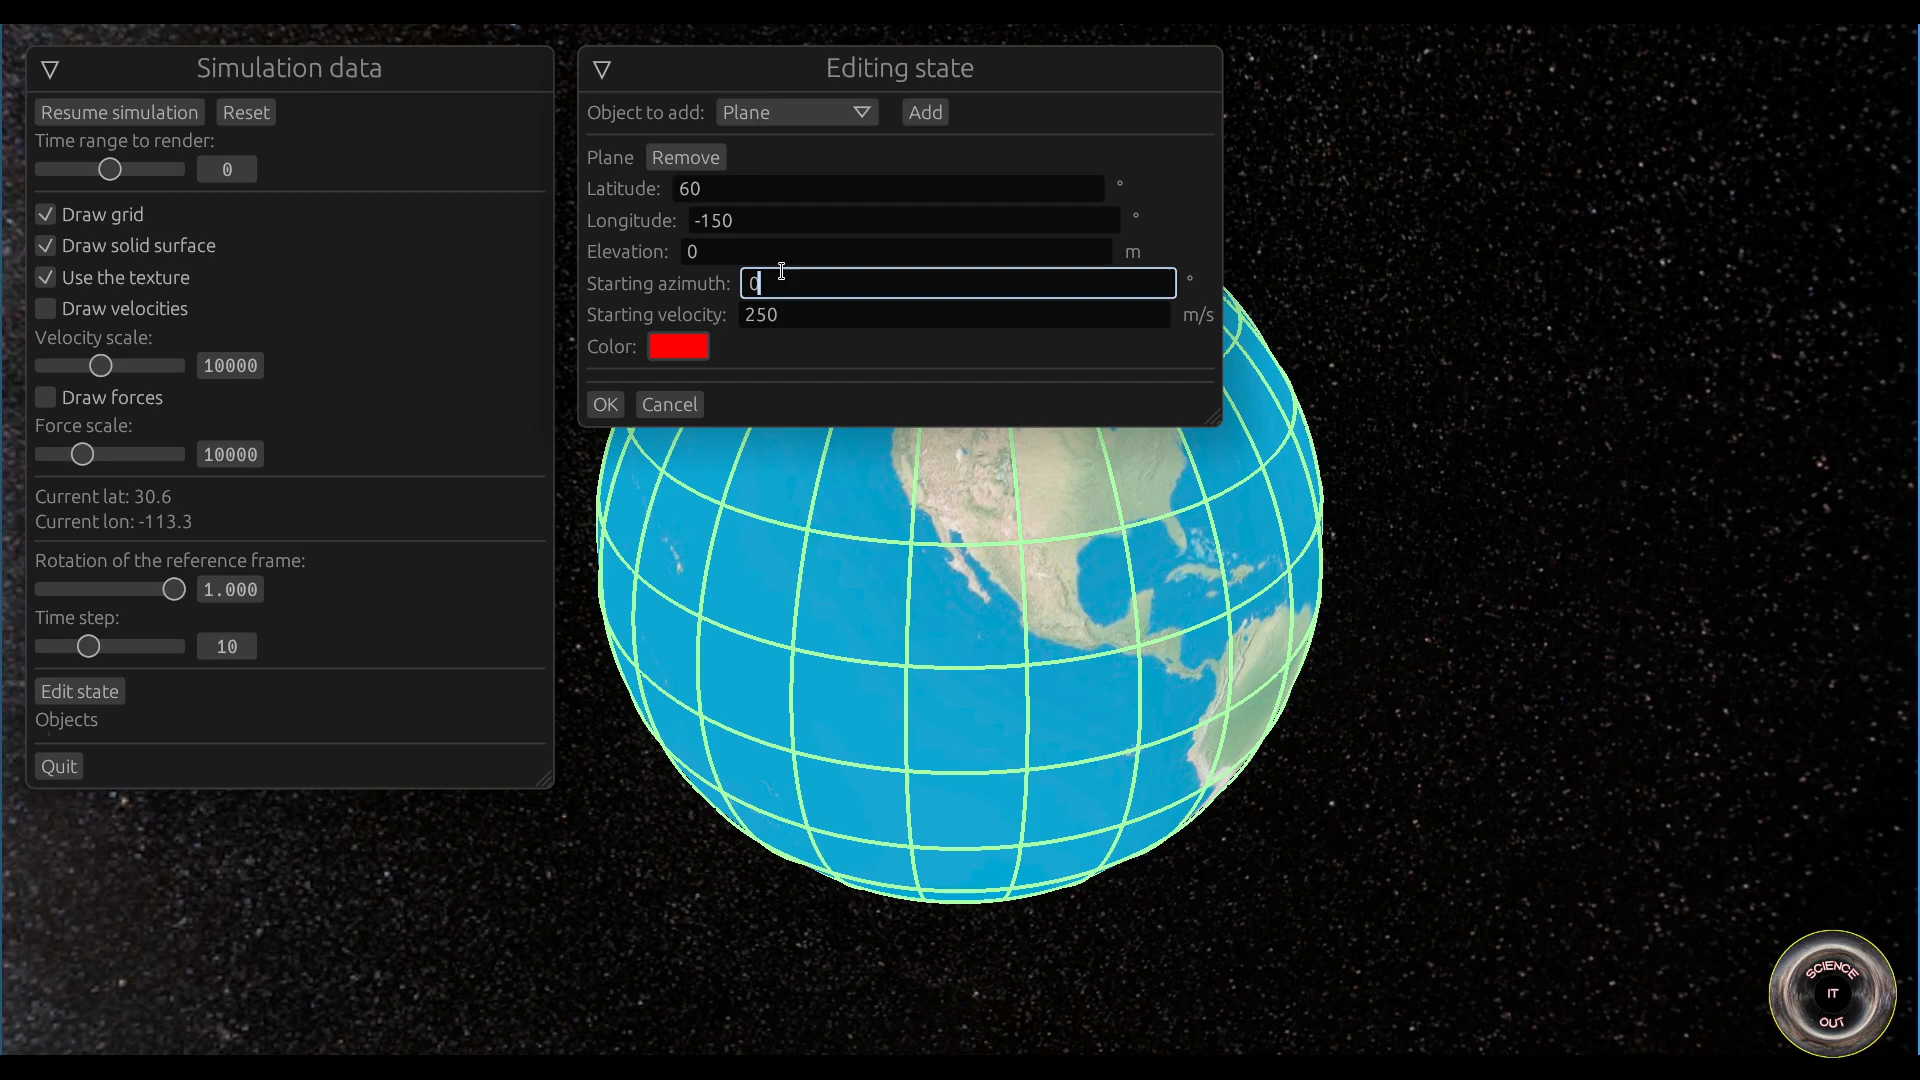 Simulation data
Resume simulation Reset
Time range to render:
0
Draw grid
Draw solid surface
Use the texture
Draw velocities
Velocity scale:
10000
Draw forces
Force scale:
10000
Current lat: 30.6
Current lon: -113.3
Rotation of the reference frame:
1.000
Time step:
10
Edit state
Objects
Quit
Editing state
Object to add: Plane Add
Plane Remove
Latitude: 60 °
Longitude: -150 °
Elevation: 0 m
Starting azimuth: 0 °
Starting velocity: 250 m/s
Color:
OK Cancel
SCIENCE
IT
OUT